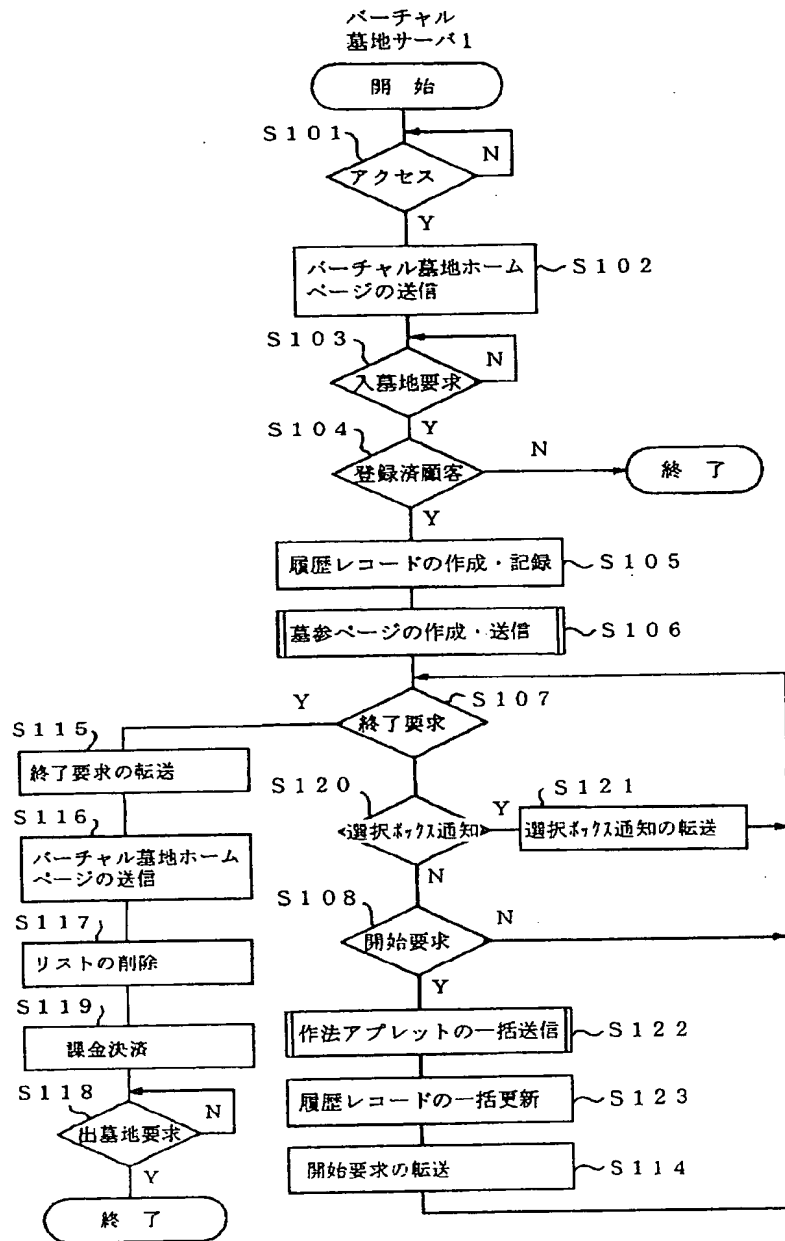 バーチャル
墓地サーバ1
開 始
S101
N
アクセス
Y
バーチャル墓地ホーム
ページの送信
S102
S103
N
入墓地要求
Y
S104
登録済顧客
N
終 了
Y
履歴レコードの作成・記録
S105
墓参ページの作成・送信
S106
S107
Y
終了要求
S115
終了要求の転送
S120
選択ボックス通知
Y
S121
選択ボックス通知の転送
N
S116
バーチャル墓地ホーム
ページの送信
S108
開始要求
N
Y
S117
リストの削除
作法アプレットの一括送信
S122
S119
課金決済
履歴レコードの一括更新
S123
S118
N
出墓地要求
Y
開始要求の転送
S114
終 了